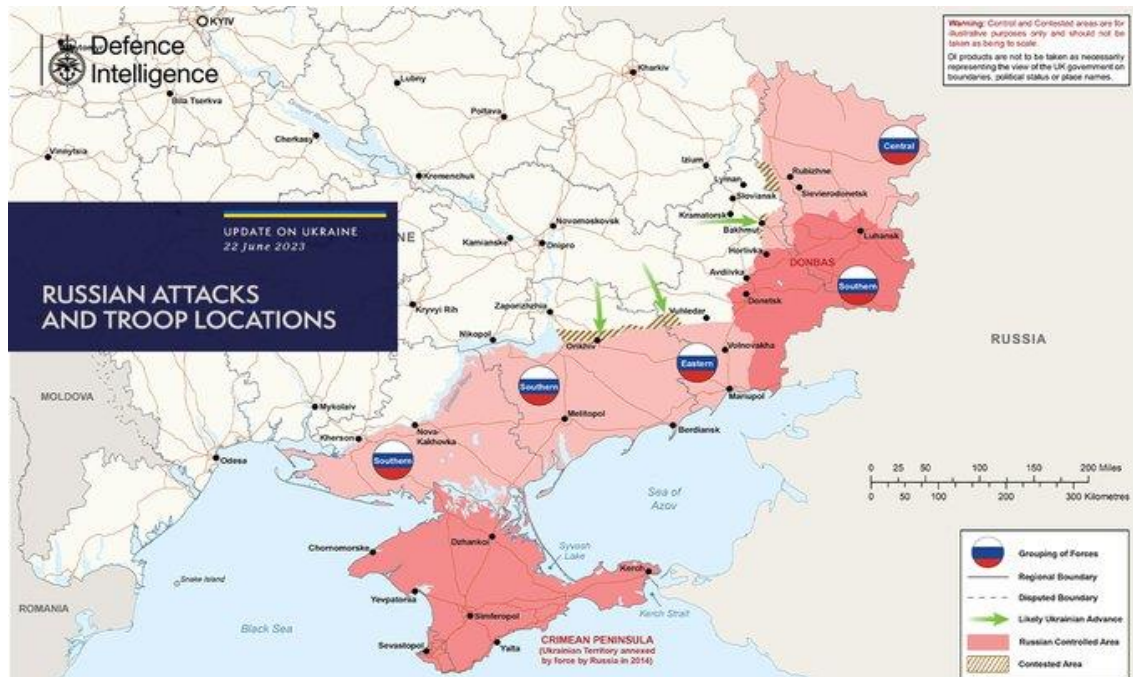 KYIV
Defence
Intelligence
Warning: Control and Contested areas are for
illustrative purposes only and should not be
taken as being to scale.
DI products are not to be taken as necessarily
representing the view of the UK government on
boundaries, political status or place names.
Bila Tserkva
Vinnytsia
Cherkasy
Lubny
Poltava
Kharkiv
Kremenchuk
Izium
Lyman
Sloviansk
Kramatorsk
Bakhmut
Rubizhne
Sievierodonetsk
Central
UPDATE ON UKRAINE
22 June 2023
RUSSIAN ATTACKS
AND TROOP LOCATIONS
Novomoskovsk
Kamianske
Dnipro
Horlivka
Luhansk
DONBAS
Avdiivka
Southern
Donetsk
Zaporizhzhia
Kryvyi Rih
Nikopol
Orikhiv
Vuhledar
Volnovakha
Eastern
Southern
Mariupol
RUSSIA
MOLDOVA
Mykolaiv
Kherson
Nova-
Kakhovka
Melitopol
Berdiansk
Southern
Odesa
Sea of
Azov
0 25 50 100 150 200 Miles
0 50 100 200 300 Kilometres
Chornomorske
Dzhankoi
Syvash
Lake
Kerch
Kerch Strait
Snake Island
ROMANIA
Yevpatoriia
Simferopol
Black Sea
Sevastopol
Yalta
CRIMEAN PENINSULA
(Ukrainian Territory annexed
by force by Russia in 2014)
Grouping of Forces
Regional Boundary
Disputed Boundary
Likely Ukrainian Advance
Russian Controlled Area
Contested Area